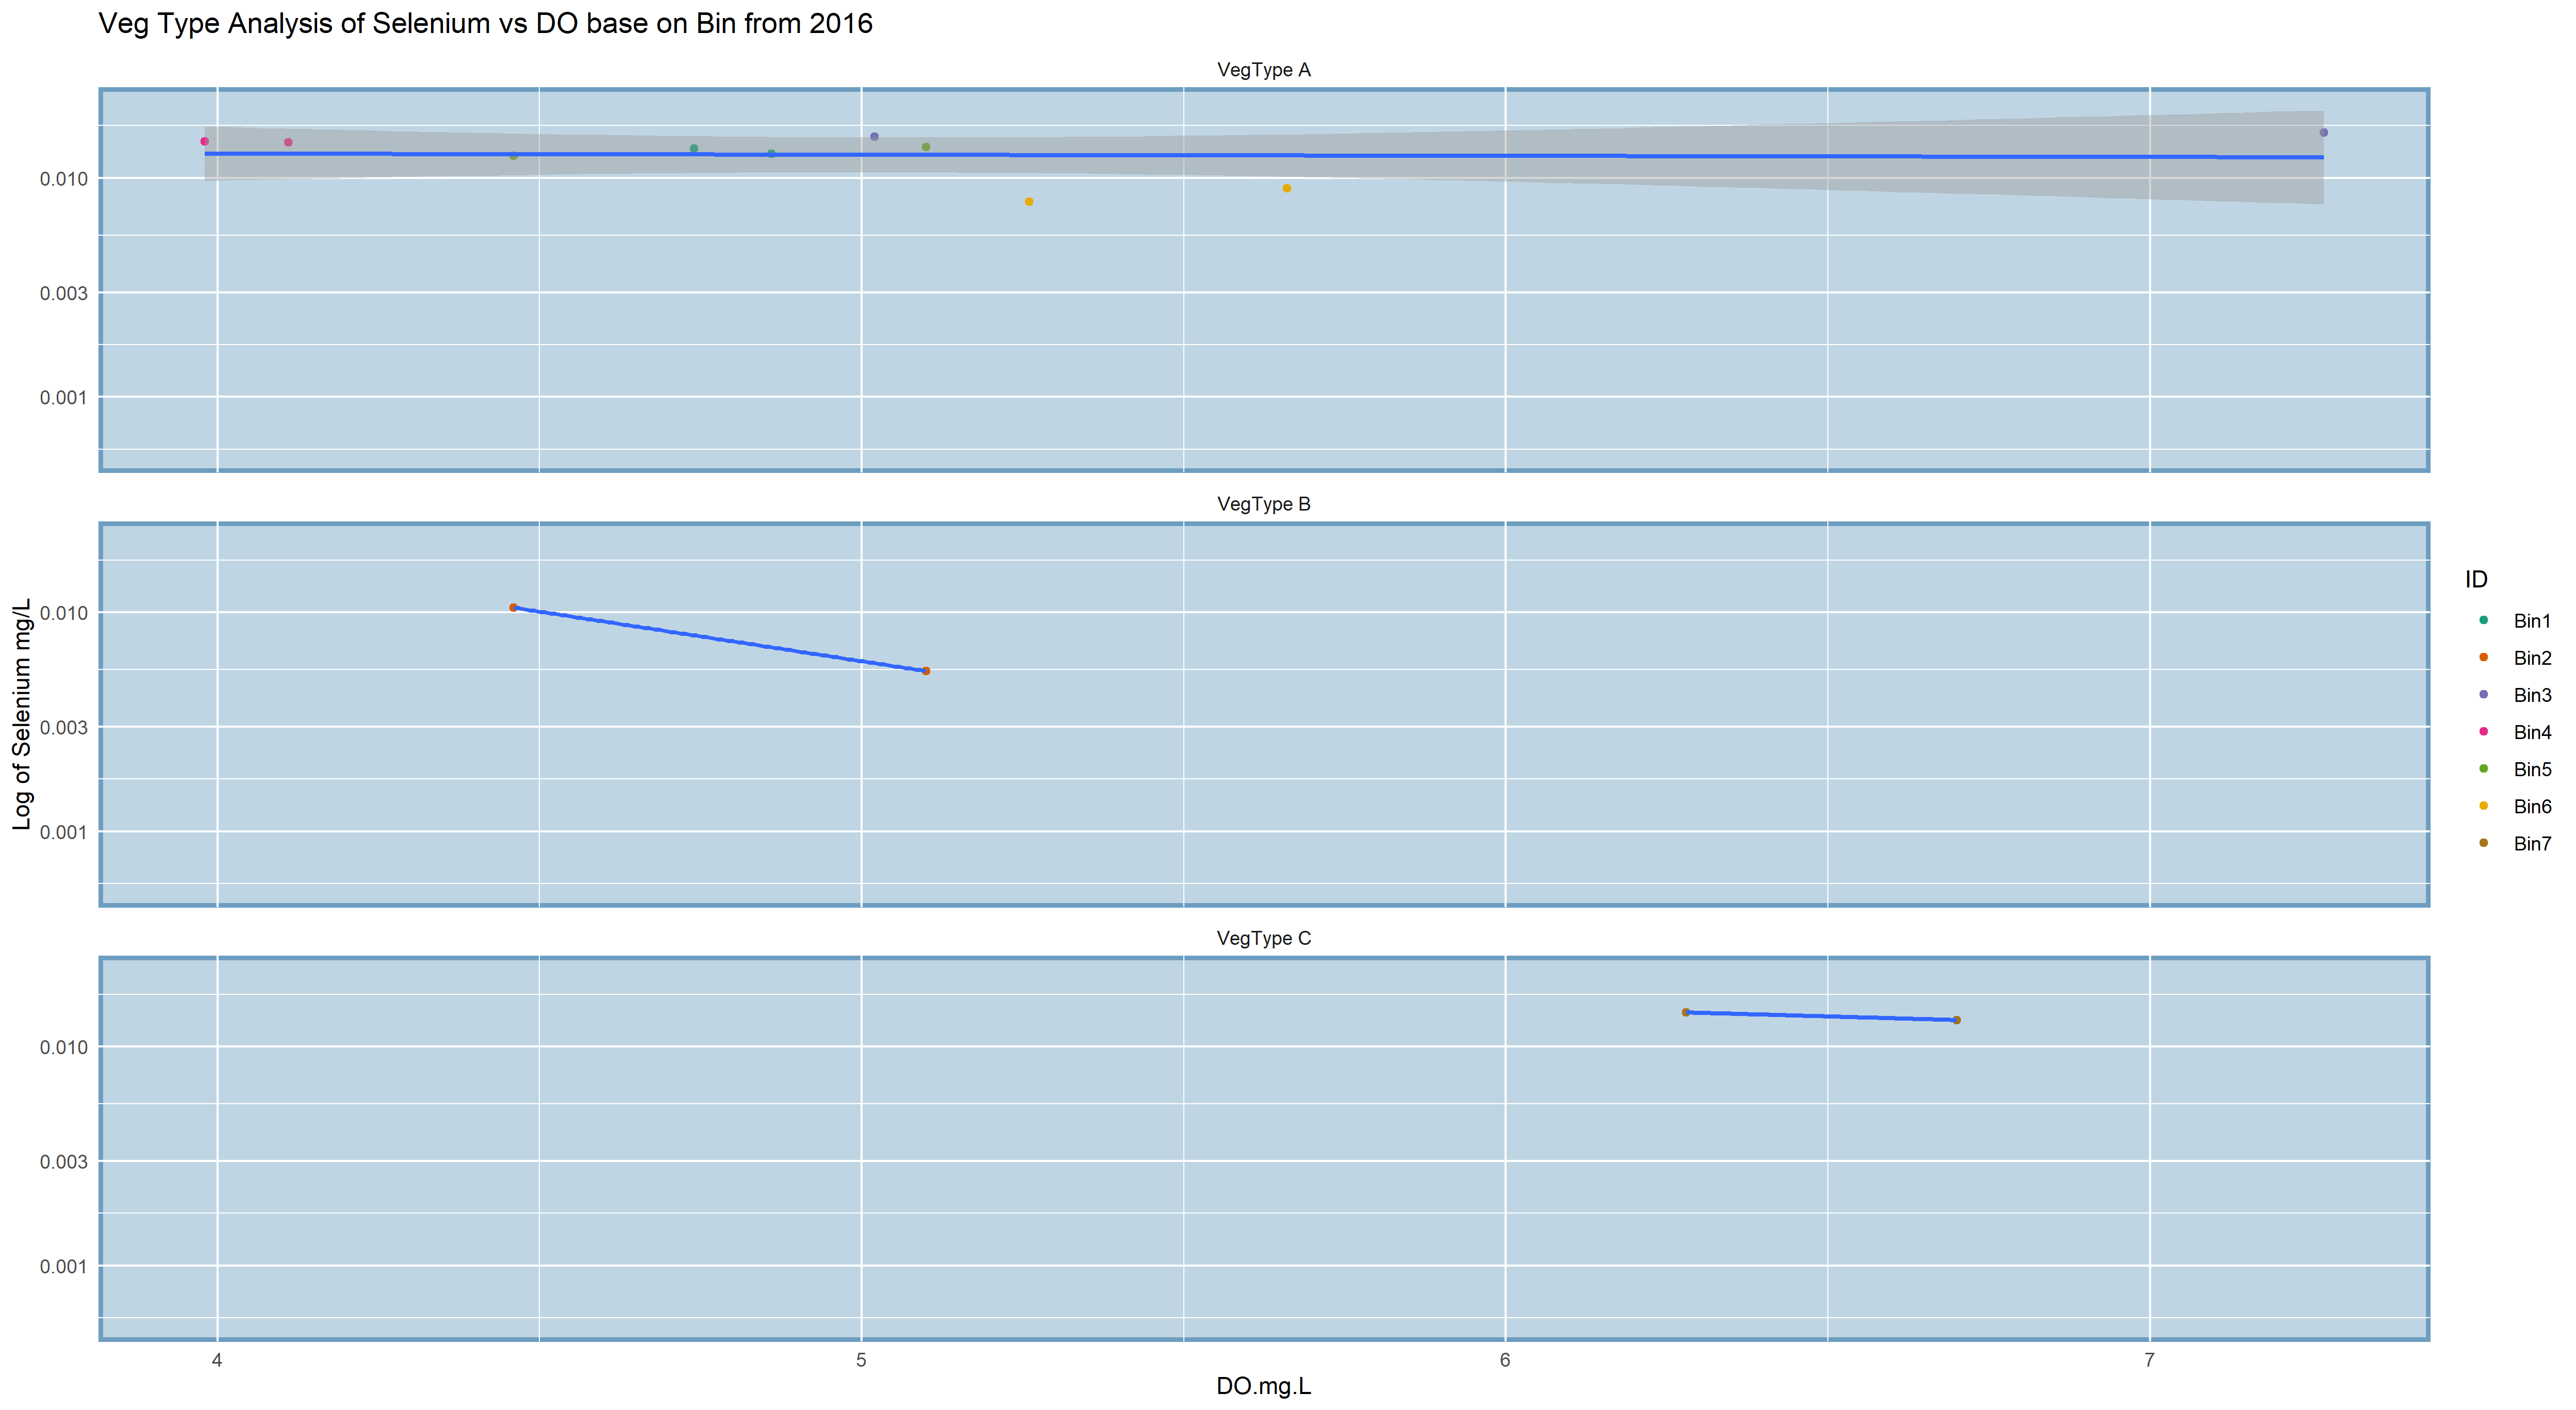 Veg Type Analysis of Selenium vs DO base on Bin from 2016
VegType A
0.010
0.003
0.001
VegType B
0.010
0.003
0.001
VegType C
0.010
0.003
0.001
4
5
6
7
DO.mg.L
Log of Selenium mg/L
ID
Bin1
Bin2
Bin3
Bin4
Bin5
Bin6
Bin7